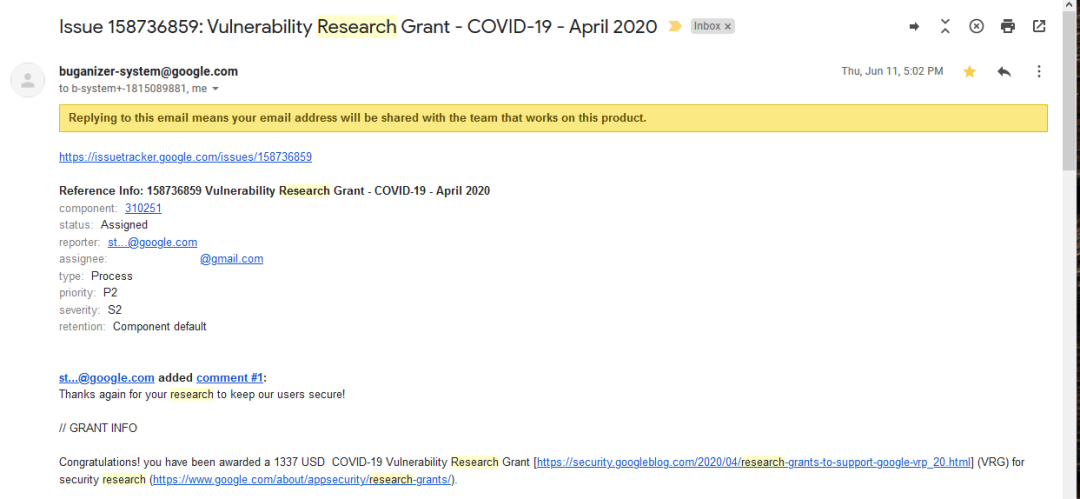 Issue 158736859: Vulnerability Research Grant - COVID-19 - April 2020 Inbox x
buganizer-system@google.com Thu, Jun 11, 5:02 PM
to b-system+-1815089881, me
Replying to this email means your email address will be shared with the team that works on this product.
https://issuetracker.google.com/issues/158736859
Reference Info: 158736859 Vulnerability Research Grant - COVID-19 - April 2020
component: 310251
status: Assigned
reporter: st...@google.com
assignee: @gmail.com
type: Process
priority: P2
severity: S2
retention: Component default
st...@google.com added comment #1:
Thanks again for your research to keep our users secure!
// GRANT INFO
Congratulations! you have been awarded a 1337 USD COVID-19 Vulnerability Research Grant [https://security.googleblog.com/2020/04/research-grants-to-support-google-vrp_20.html] (VRG) for
security research (https://www.google.com/about/appsecurity/research-grants/).